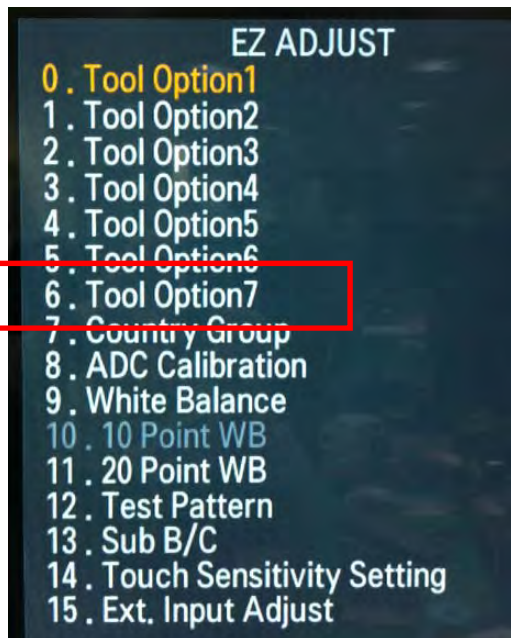 EZ ADJUST
0 . Tool Option1
1 . Tool Option2
2 . Tool Option3
3 . Tool Option4
4 . Tool Option5
5 . Tool Option6
6 . Tool Option7
7 . Country Group
8 . ADC Calibration
9 . White Balance
10 . 10 Point WB
11 . 20 Point WB
12 . Test Pattern
13 . Sub B/C
14 . Touch Sensitivity Setting
15 . Ext. Input Adjust